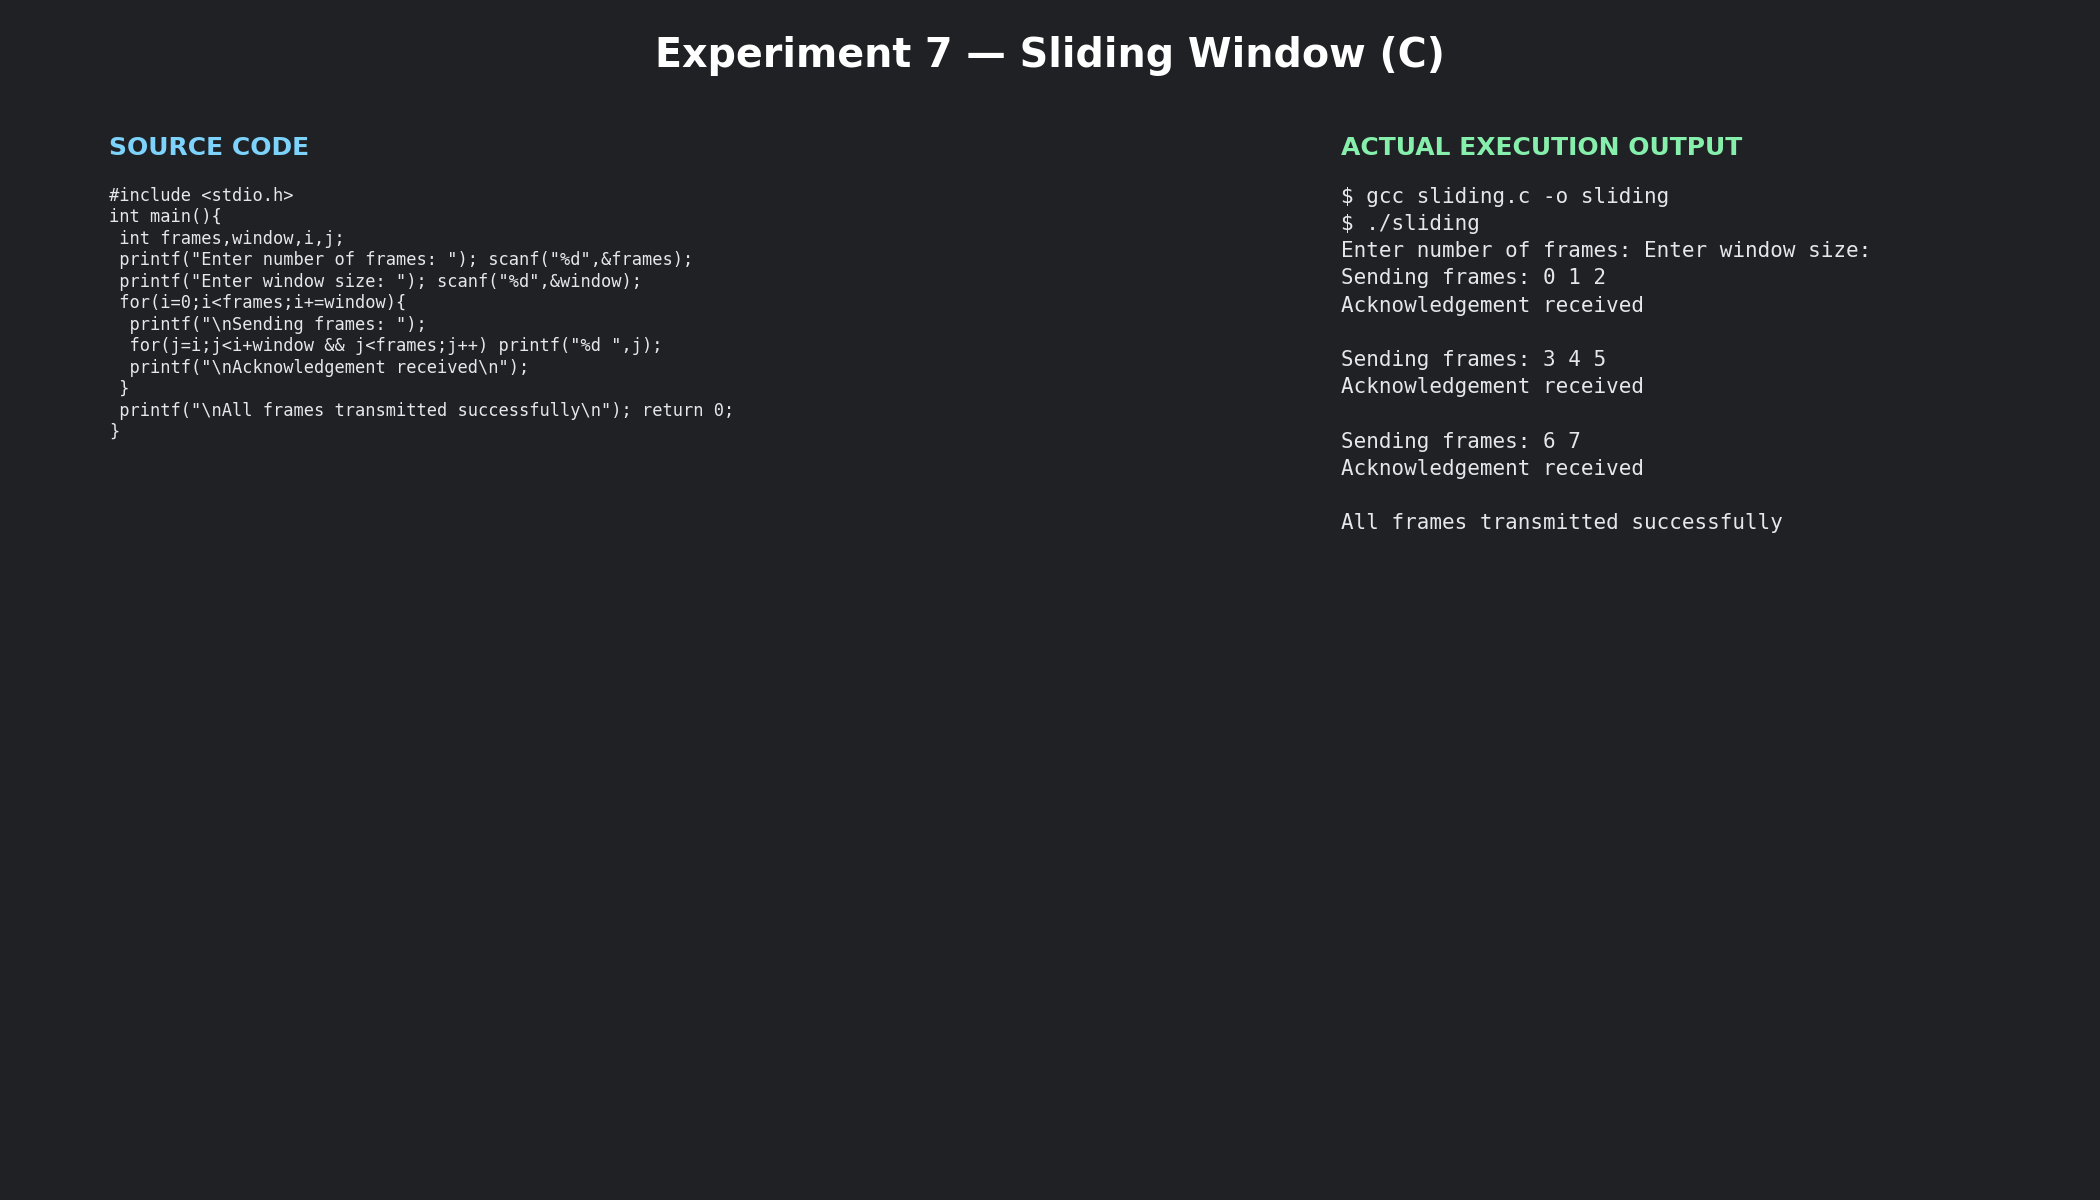 Experiment 7 — Sliding Window (C)
SOURCE CODE
#include <stdio.h>
int main(){
 int frames,window,i,j;
 printf("Enter number of frames: "); scanf("%d",&frames);
 printf("Enter window size: "); scanf("%d",&window);
 for(i=0;i<frames;i+=window){
  printf("\nSending frames: ");
  for(j=i;j<i+window && j<frames;j++) printf("%d ",j);
  printf("\nAcknowledgement received\n");
 }
 printf("\nAll frames transmitted successfully\n"); return 0;
}
ACTUAL EXECUTION OUTPUT
$ gcc sliding.c -o sliding
$ ./sliding
Enter number of frames: Enter window size:
Sending frames: 0 1 2
Acknowledgement received
Sending frames: 3 4 5
Acknowledgement received
Sending frames: 6 7
Acknowledgement received
All frames transmitted successfully